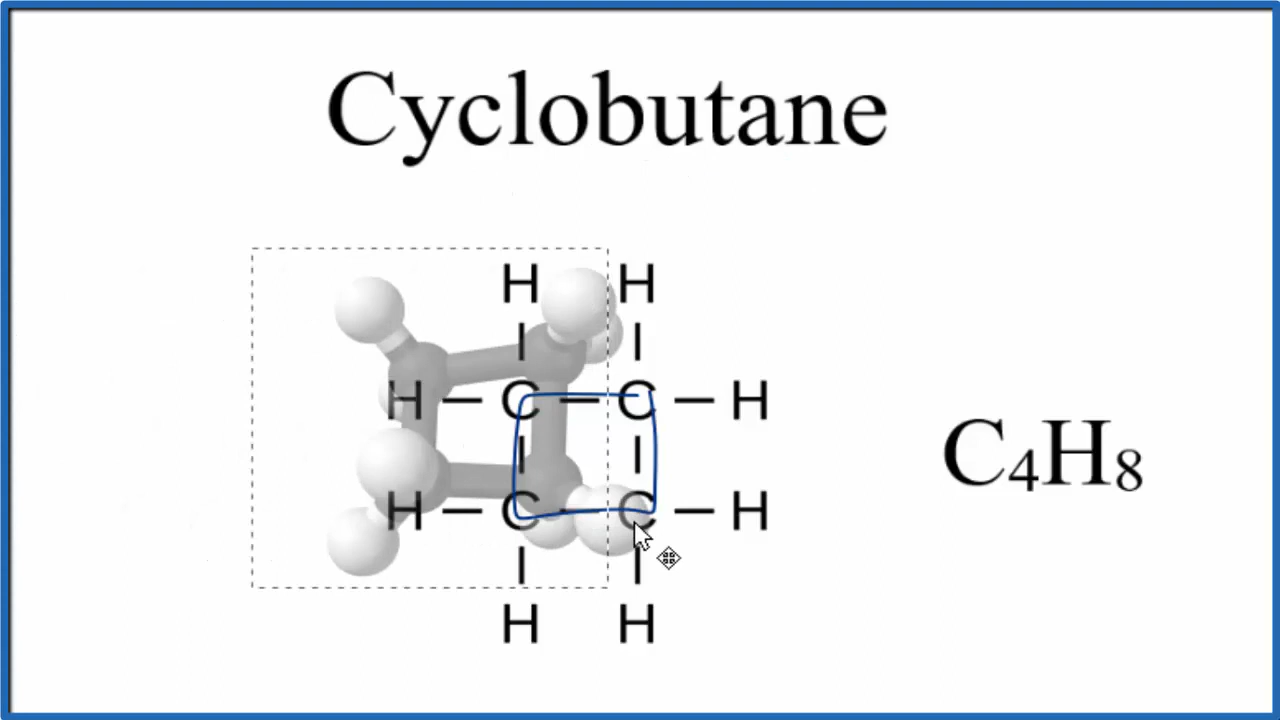 Cyclobutane
H H
H – C – C – H
H – C – C – H
H H
C₄H₈